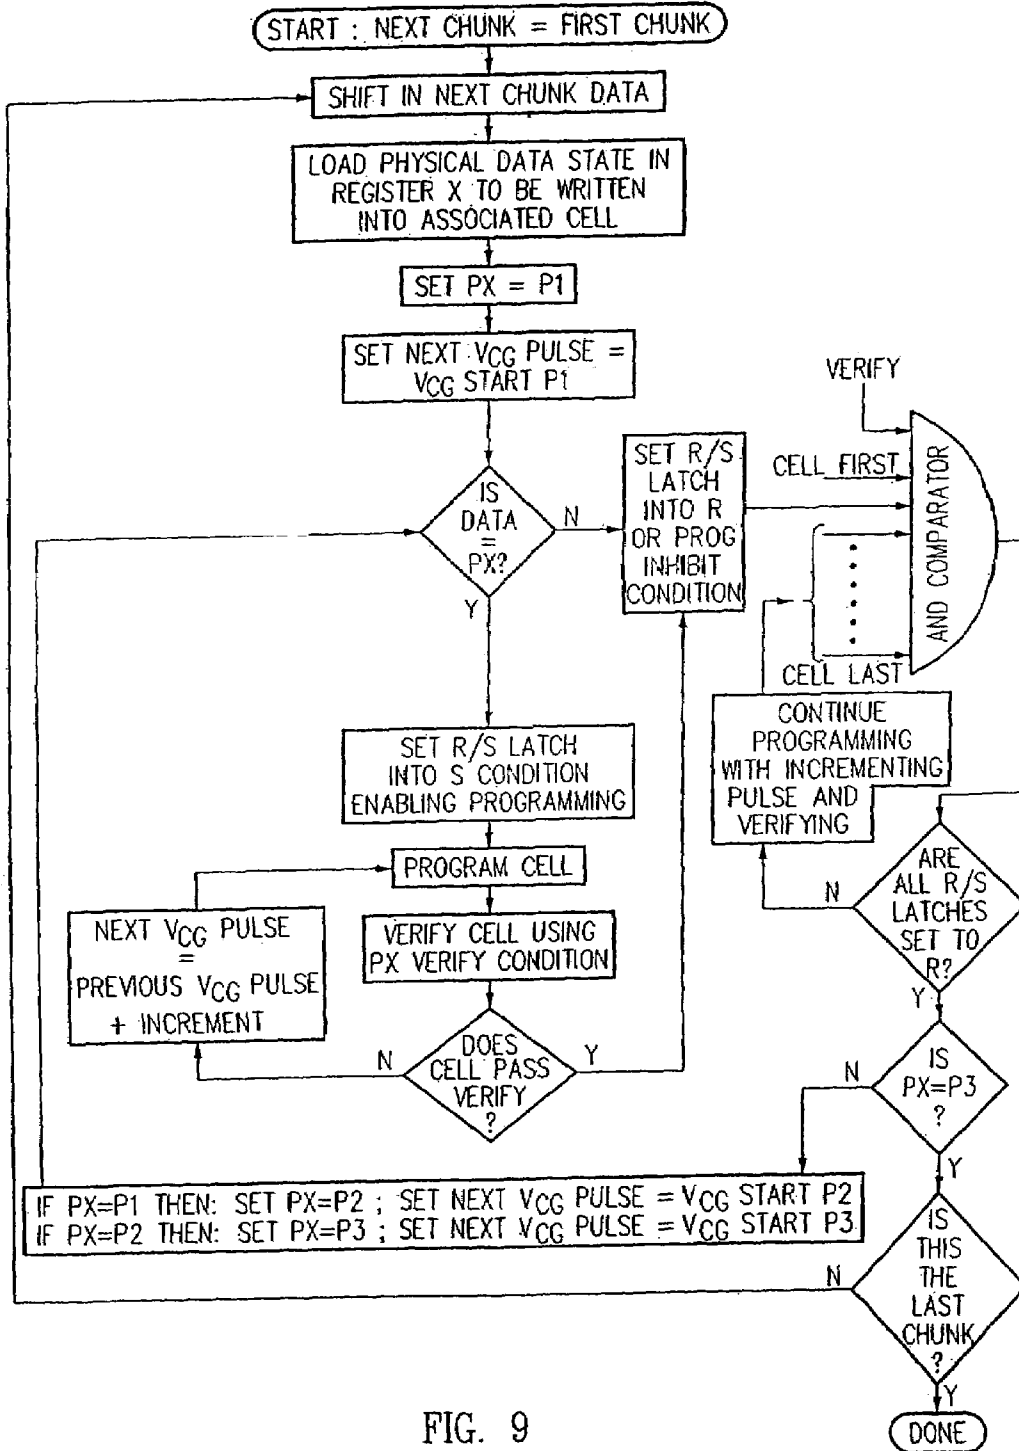 START : NEXT CHUNK = FIRST CHUNK
SHIFT IN NEXT CHUNK DATA
LOAD PHYSICAL DATA STATE IN
REGISTER X TO BE WRITTEN
INTO ASSOCIATED CELL
SET PX = P1
SET NEXT VCG PULSE =
VCG START P1
IS
DATA
=
PX?
N
Y
SET R/S
LATCH
INTO R
OR PROG
INHIBIT
CONDITION
VERIFY
CELL FIRST
CELL LAST
AND COMPARATOR
SET R/S LATCH
INTO S CONDITION
ENABLING PROGRAMMING
PROGRAM CELL
VERIFY CELL USING
PX VERIFY CONDITION
DOES
CELL PASS
VERIFY
?
N
Y
NEXT VCG PULSE
=
PREVIOUS VCG PULSE
+ INCREMENT
CONTINUE
PROGRAMMING
WITH INCREMENTING
PULSE AND
VERIFYING
ARE
ALL R/S
LATCHES
SET TO
R?
N
Y
IS
PX=P3
?
N
Y
IF PX=P1 THEN: SET PX=P2 ; SET NEXT VCG PULSE = VCG START P2
IF PX=P2 THEN: SET PX=P3 ; SET NEXT VCG PULSE = VCG START P3
IS
THIS
THE
LAST
CHUNK
?
N
Y
DONE
FIG. 9